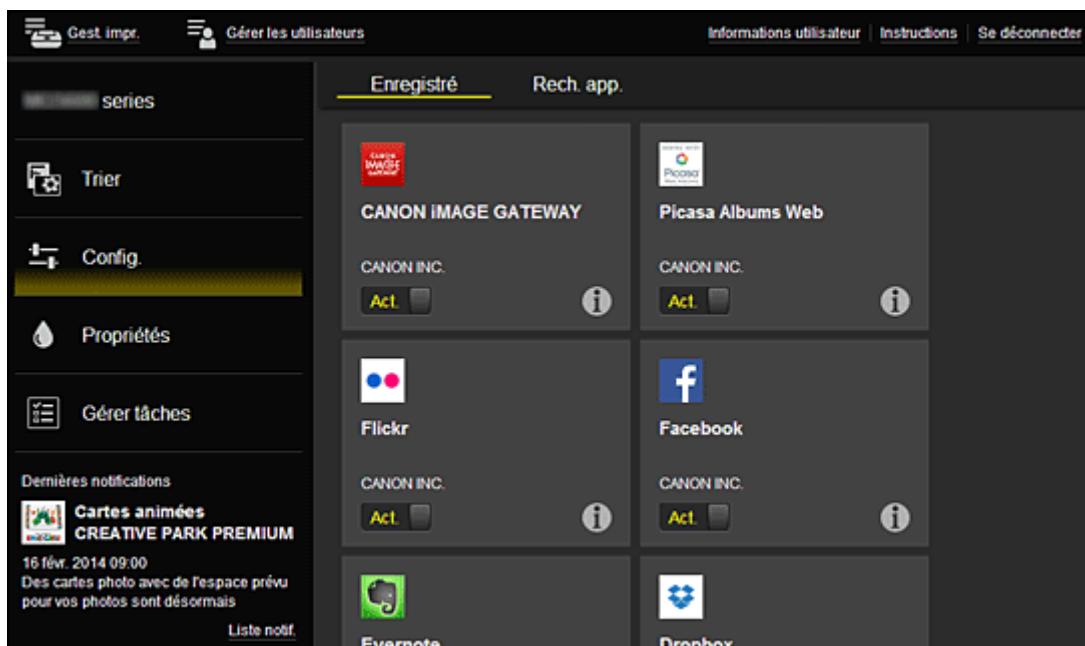 Gest. impr.
Gérer les utilisateurs
Informations utilisateur
Instructions
Se déconnecter
series
Enregistré
Rech. app.
Trier
Config.
Propriétés
Gérer tâches
CANON iMAGE GATEWAY
CANON INC.
Act.
Picasa
Picasa Albums Web
CANON INC.
Act.
Flickr
CANON INC.
Act.
Facebook
CANON INC.
Act.
Evernote
Dropbox
Dernières notifications
Cartes animées
CREATIVE PARK PREMIUM
16 févr. 2014 09:00
Des cartes photo avec de l'espace prévu
pour vos photos sont désormais
Liste notif.